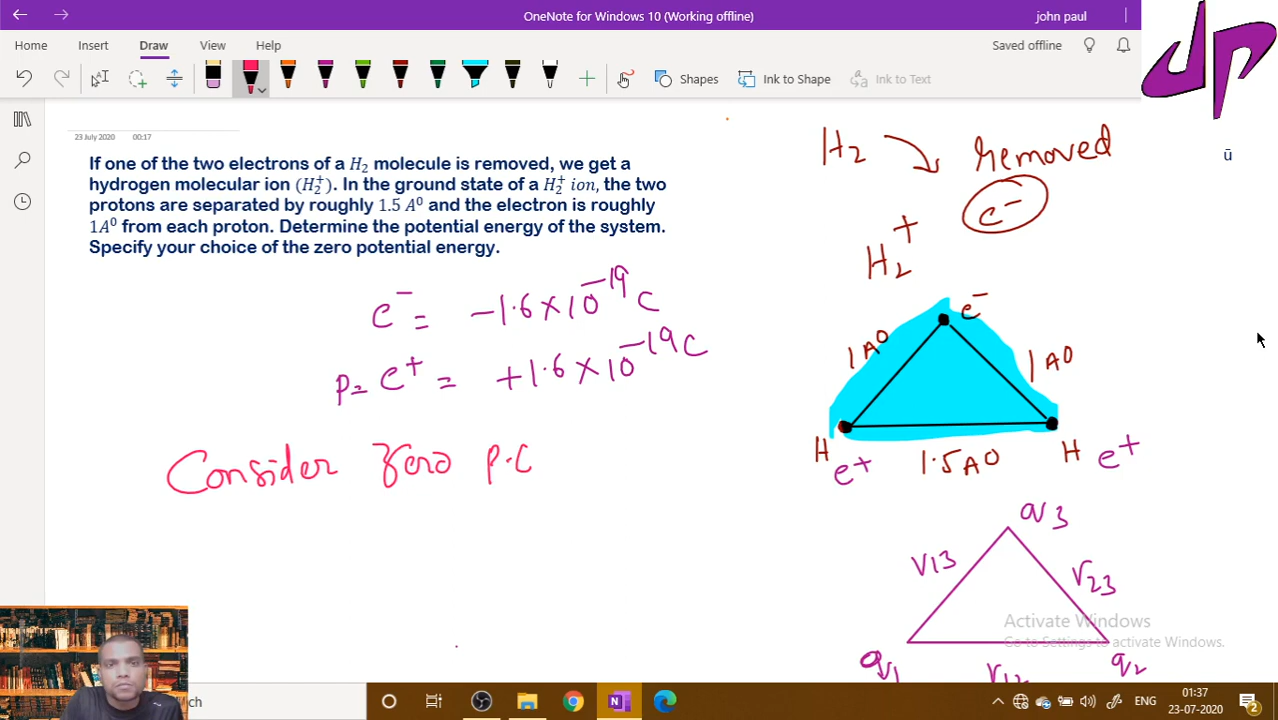 OneNote for Windows 10 (Working offline)
john paul
Home Insert Draw View Help
Saved offline
Shapes Ink to Shape Ink to Text
23 July 2020 00:17
If one of the two electrons of a H₂ molecule is removed, we get a
hydrogen molecular ion (H₂⁺). In the ground state of a H₂⁺ ion, the two
protons are separated by roughly 1.5 A⁰ and the electron is roughly
1A⁰ from each proton. Determine the potential energy of the system.
Specify your choice of the zero potential energy.
e⁻ = -1.6×10⁻¹⁹ C
P= e⁺ = +1.6×10⁻¹⁹ C
Consider Zero P.E
H₂ removed
e⁻
H₂⁺
e⁻
1A⁰ 1A⁰
H 1.5A⁰ H
e⁺ e⁺
q3
r13 r23
q1 r12 q2
ū
dp
Activate Windows
Go to Settings to activate Windows.
ch
ENG
01:37
23-07-2020
2